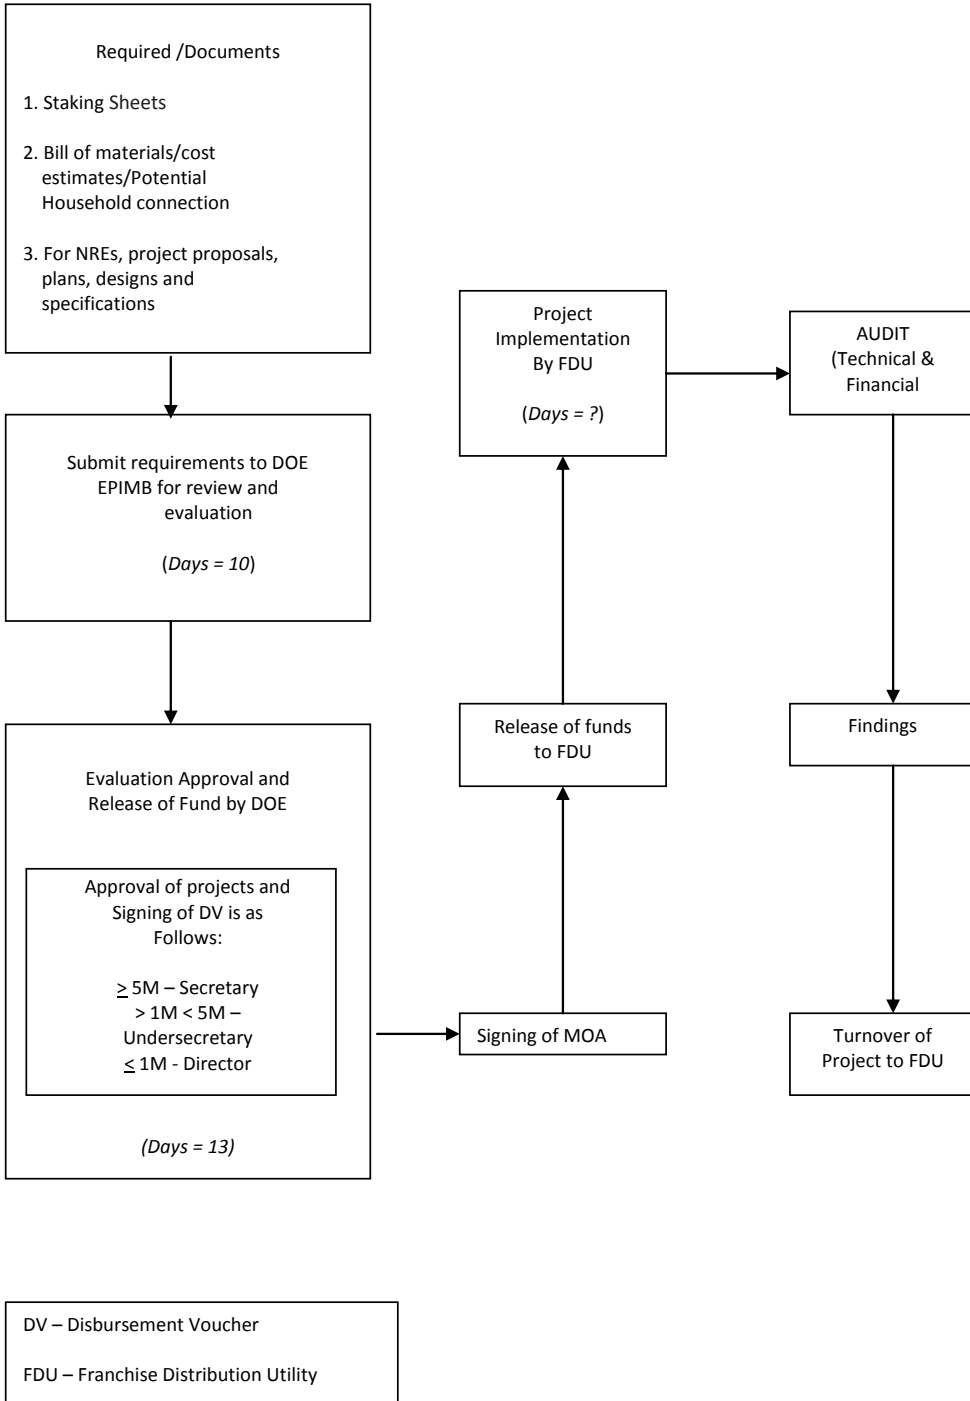 Required /Documents
1. Staking Sheets
2. Bill of materials/cost
estimates/Potential
Household connection
3. For NREs, project proposals,
plans, designs and
specifications
Submit requirements to DOE
EPIMB for review and
evaluation
(Days = 10)
Evaluation Approval and
Release of Fund by DOE
Approval of projects and
Signing of DV is as
Follows:
≥ 5M – Secretary
> 1M < 5M –
Undersecretary
≤ 1M - Director
(Days = 13)
Signing of MOA
Release of funds
to FDU
Project
Implementation
By FDU
(Days = ?)
AUDIT
(Technical &
Financial
Findings
Turnover of
Project to FDU
DV – Disbursement Voucher
FDU – Franchise Distribution Utility